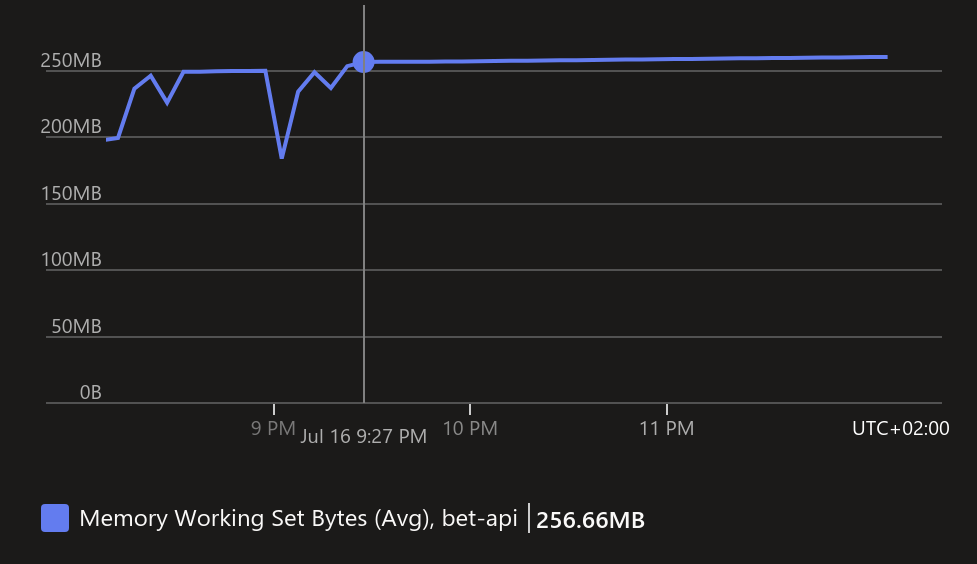 250MB
200MB
150MB
100MB
50MB
0B
9 PM Jul 16 9:27 PM 10 PM 11 PM UTC+02:00
Memory Working Set Bytes (Avg), bet-api 256.66MB